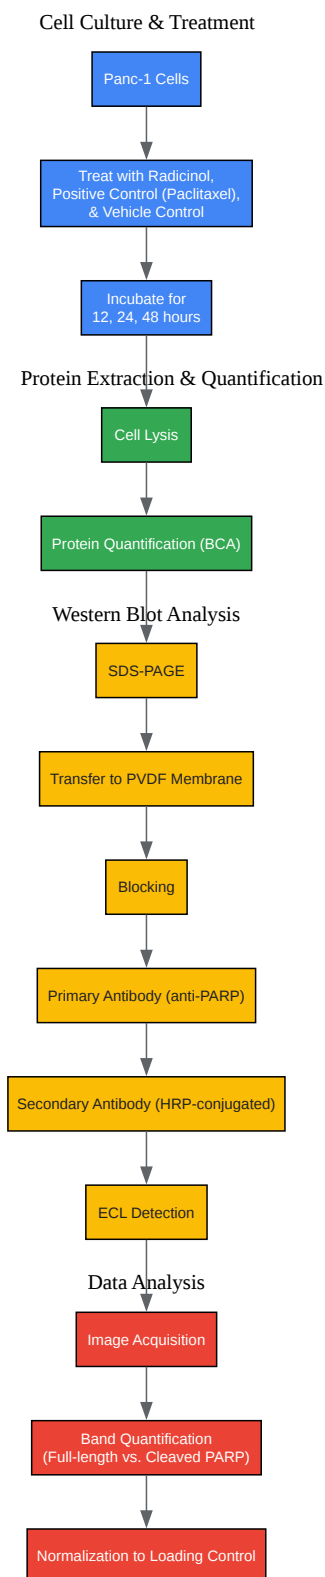 Cell Culture & Treatment
Panc-1 Cells
Treat with Radicinol,
Positive Control (Paclitaxel),
& Vehicle Control
Incubate for
12, 24, 48 hours
Protein Extraction & Quantification
Cell Lysis
Protein Quantification (BCA)
Western Blot Analysis
SDS-PAGE
Transfer to PVDF Membrane
Blocking
Primary Antibody (anti-PARP)
Secondary Antibody (HRP-conjugated)
ECL Detection
Data Analysis
Image Acquisition
Band Quantification
(Full-length vs. Cleaved PARP)
Normalization to Loading Control